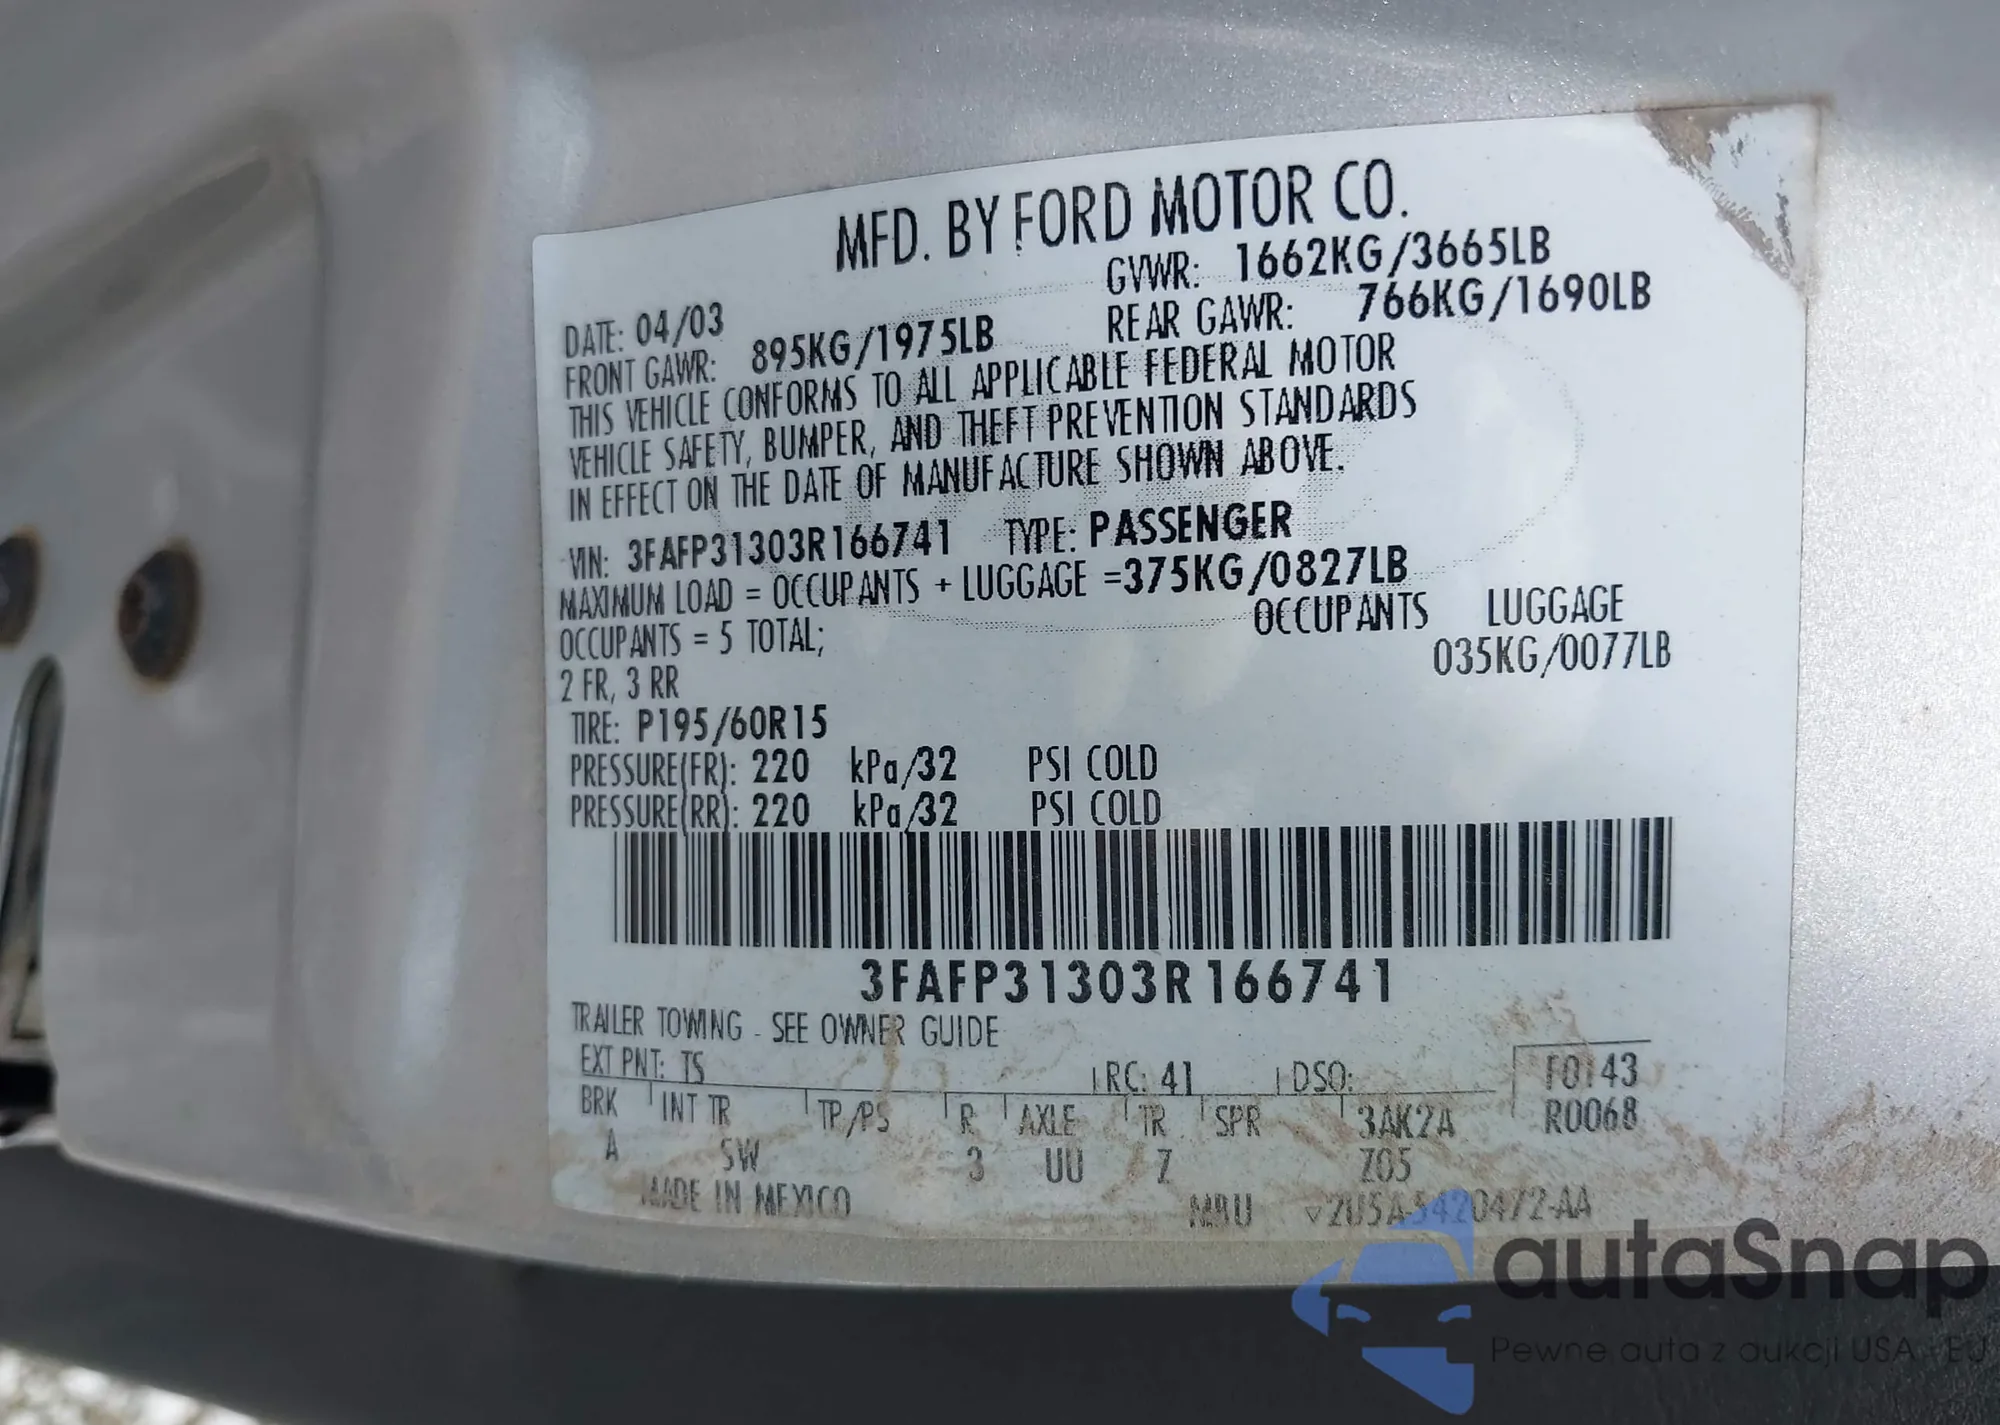 MFD. BY FORD MOTOR CO.
DATE: 04/03 GVWR: 1662KG/3665LB
FRONT GAWR: 895KG/1975LB REAR GAWR: 766KG/1690LB
THIS VEHICLE CONFORMS TO ALL APPLICABLE FEDERAL MOTOR
VEHICLE SAFETY, BUMPER, AND THEFT PREVENTION STANDARDS
IN EFFECT ON THE DATE OF MANUFACTURE SHOWN ABOVE.
VIN: 3FAFP31303R166741 TYPE: PASSENGER
MAXIMUM LOAD = OCCUPANTS + LUGGAGE =375KG/0827LB
OCCUPANTS = 5 TOTAL; OCCUPANTS LUGGAGE
2 FR, 3 RR 035KG/0077LB
TIRE: P195/60R15
PRESSURE(FR): 220 kPa/32 PSI COLD
PRESSURE(RR): 220 kPa/32 PSI COLD
3FAFP31303R166741
TRAILER TOWING - SEE OWNER GUIDE
EXT PNT: TS RC: 41 DSO: F0143
BRK INT TR TP/PS R AXLE TR SPR 3AK2A R0068
A SW 3 UU Z Z05
MADE IN MEXICO ▽2U5A-5420472-AA
autaSnap
Pewne auta z aukcji USA - EU